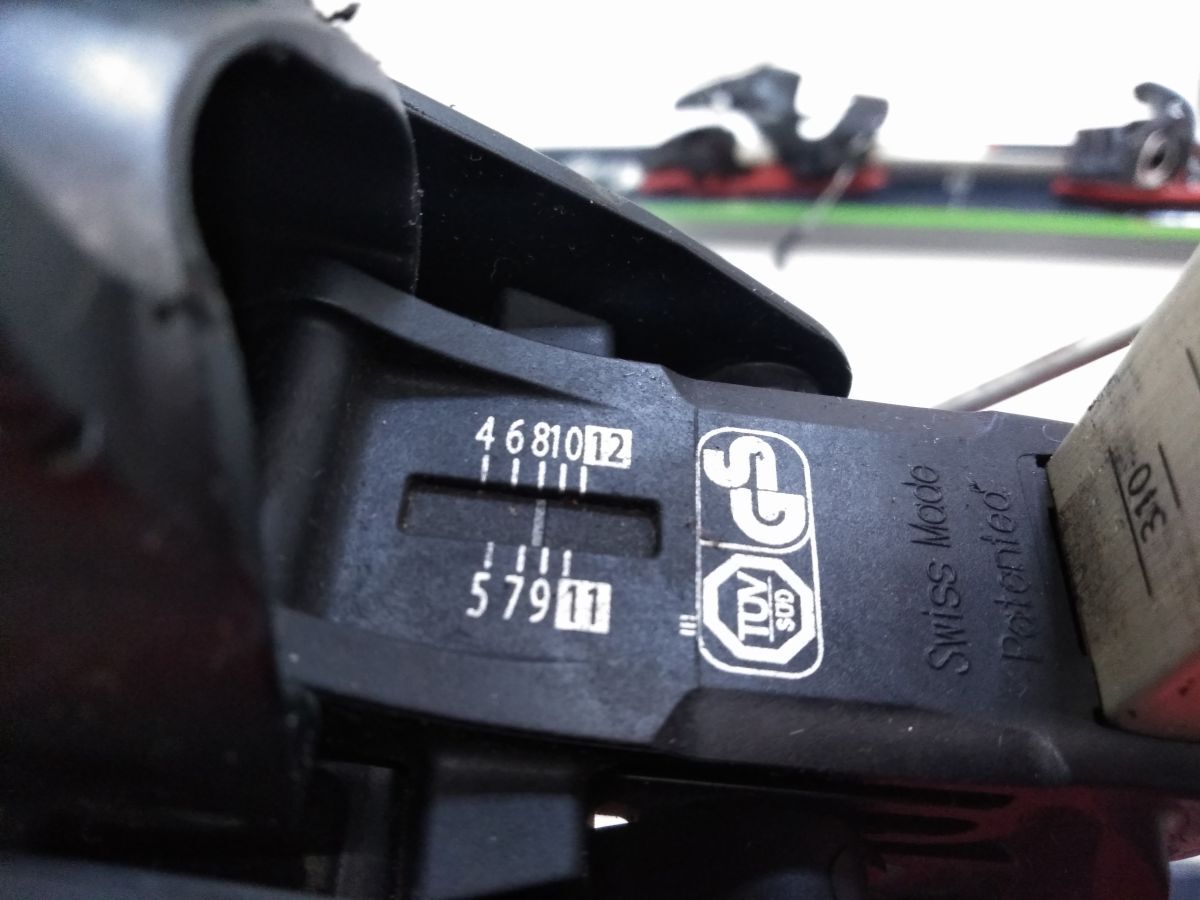 4 6 8 10 12
5 7 9 11
GS
TÜV
SÜD
Swiss Made
Patented
310